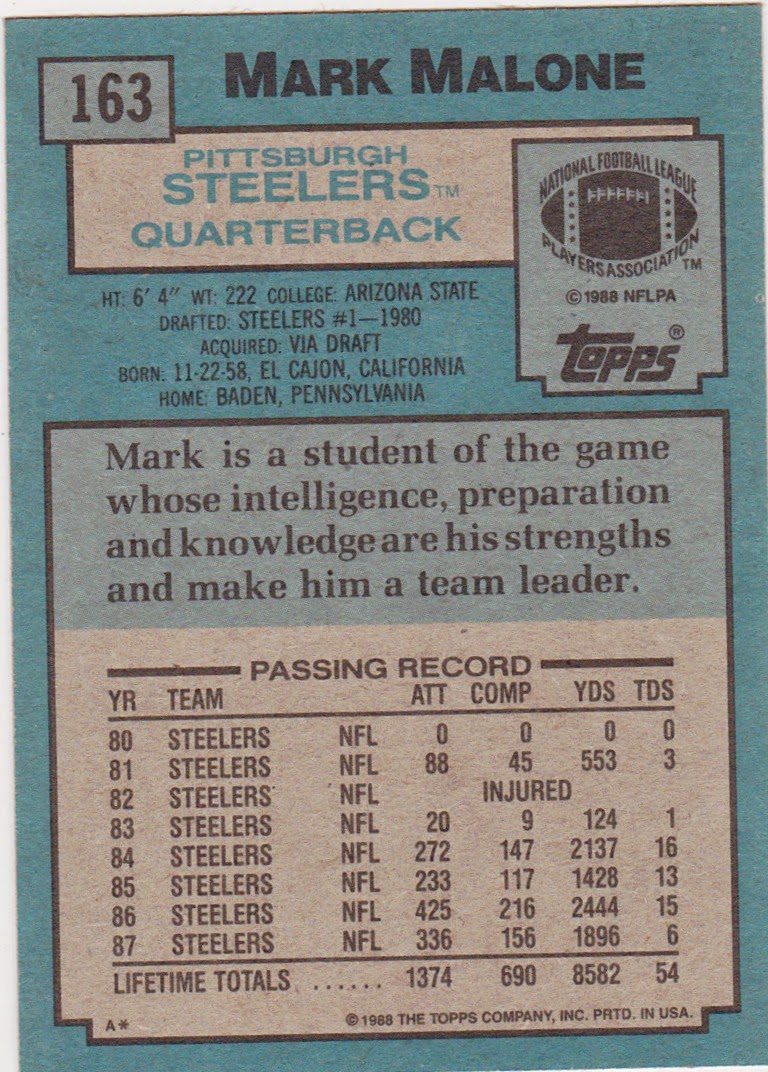 163
MARK MALONE
PITTSBURGH
STEELERS™
QUARTERBACK
NATIONAL FOOTBALL LEAGUE
PLAYERS ASSOCIATION™
©1988 NFLPA
topps®
HT: 6' 4" WT: 222 COLLEGE: ARIZONA STATE
DRAFTED: STEELERS #1—1980
ACQUIRED: VIA DRAFT
BORN: 11-22-58, EL CAJON, CALIFORNIA
HOME: BADEN, PENNSYLVANIA
Mark is a student of the game
whose intelligence, preparation
and knowledge are his strengths
and make him a team leader.
PASSING RECORD
YR TEAM ATT COMP YDS TDS
80 STEELERS NFL 0 0 0 0
81 STEELERS NFL 88 45 553 3
82 STEELERS NFL INJURED
83 STEELERS NFL 20 9 124 1
84 STEELERS NFL 272 147 2137 16
85 STEELERS NFL 233 117 1428 13
86 STEELERS NFL 425 216 2444 15
87 STEELERS NFL 336 156 1896 6
LIFETIME TOTALS ...... 1374 690 8582 54
A* ©1988 THE TOPPS COMPANY, INC. PRTD. IN USA.